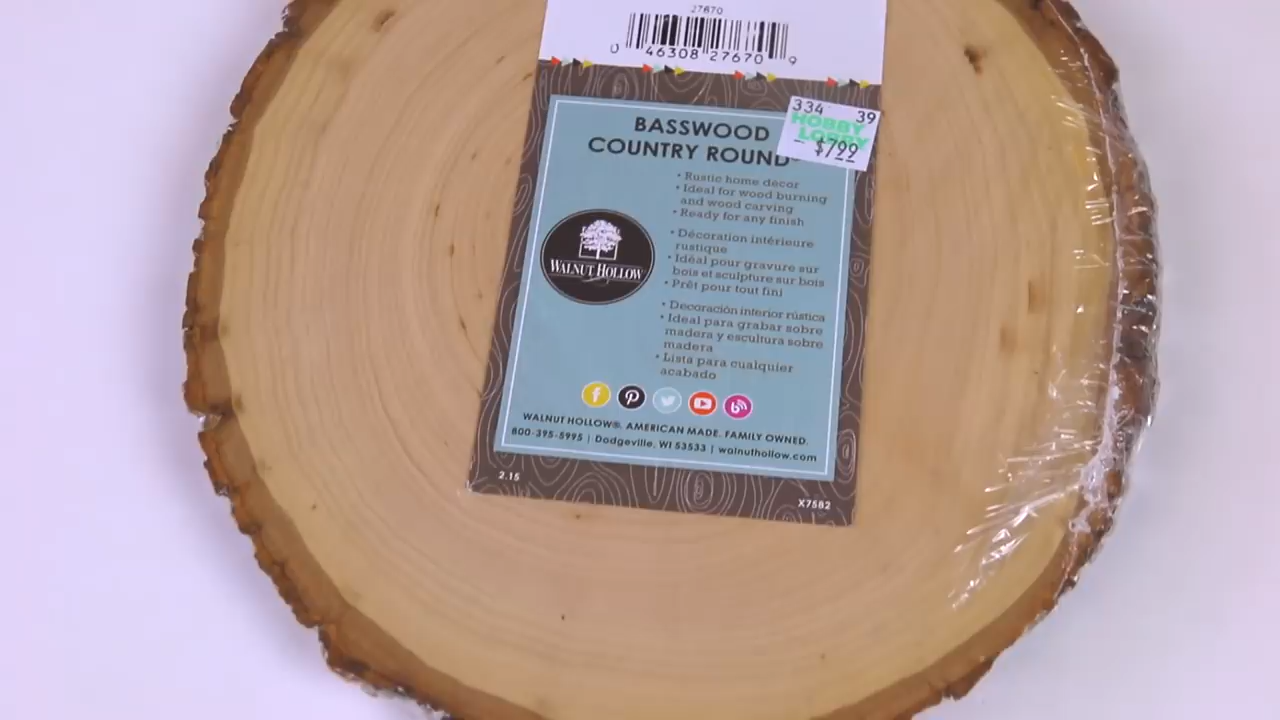 27670
0 46308 27670 9
334 39
HOBBY
LOBBY
$7.99
BASSWOOD
COUNTRY ROUND
• Rustic home decor
• Ideal for wood burning
and wood carving
• Ready for any finish
• Décoration intérieure
rustique
• Idéal pour gravure sur
bois et sculpture sur bois
• Prêt pour tout fini
• Decoración interior rústica
• Ideal para grabar sobre
madera y escultura sobre
madera
• Lista para cualquier
acabado
WALNUT HOLLOW®
WALNUT HOLLOW®. AMERICAN MADE. FAMILY OWNED.
800-395-5995 | Dodgeville, WI 53533 | walnuthollow.com
2.15
X7582